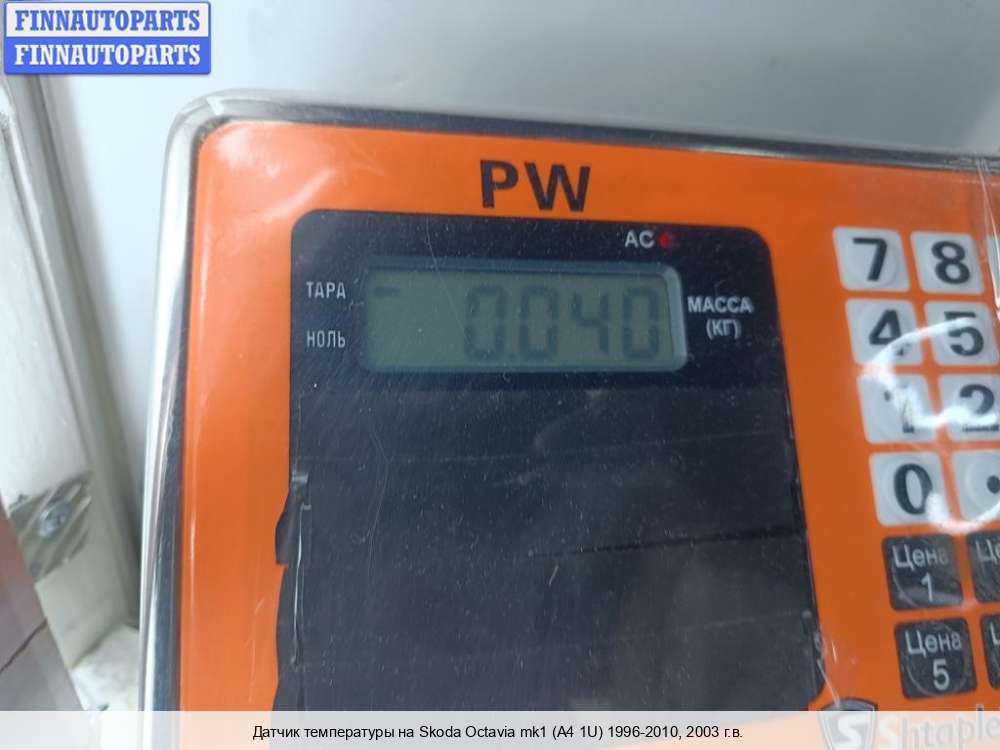 FINNAUTOPARTS
FINNAUTOPARTS
PW
AC
ТАРА
НОЛЬ
0.040
МАССА
(КГ)
7 8
4 5
1 2
0 .
Цена
1
Цена
5
Shtaple
Датчик температуры на Skoda Octavia mk1 (A4 1U) 1996-2010, 2003 г.в.